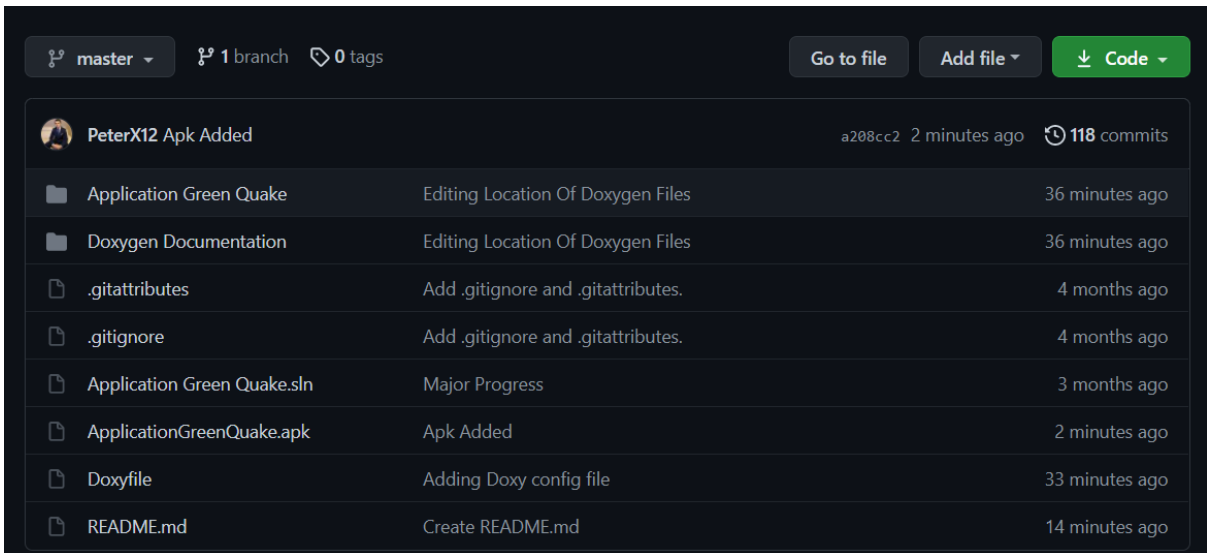 master 1 branch 0 tags Go to file Add file Code
PeterX12 Apk Added a208cc2 2 minutes ago 118 commits
Application Green Quake Editing Location Of Doxygen Files 36 minutes ago
Doxygen Documentation Editing Location Of Doxygen Files 36 minutes ago
.gitattributes Add .gitignore and .gitattributes. 4 months ago
.gitignore Add .gitignore and .gitattributes. 4 months ago
Application Green Quake.sln Major Progress 3 months ago
ApplicationGreenQuake.apk Apk Added 2 minutes ago
Doxyfile Adding Doxy config file 33 minutes ago
README.md Create README.md 14 minutes ago